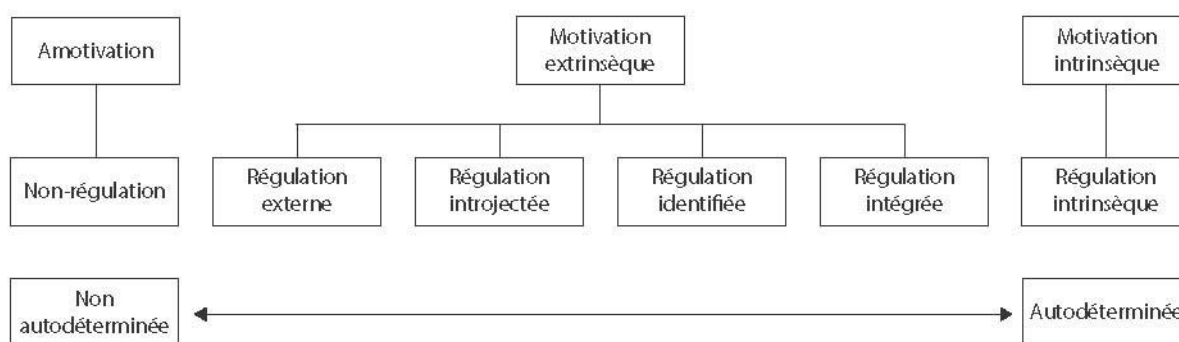 Amotivation
Motivation
extrinsèque
Motivation
intrinsèque
Non-régulation
Régulation
externe
Régulation
introjectée
Régulation
identifiée
Régulation
intégrée
Régulation
intrinsèque
Non
autodéterminée
Autodéterminée